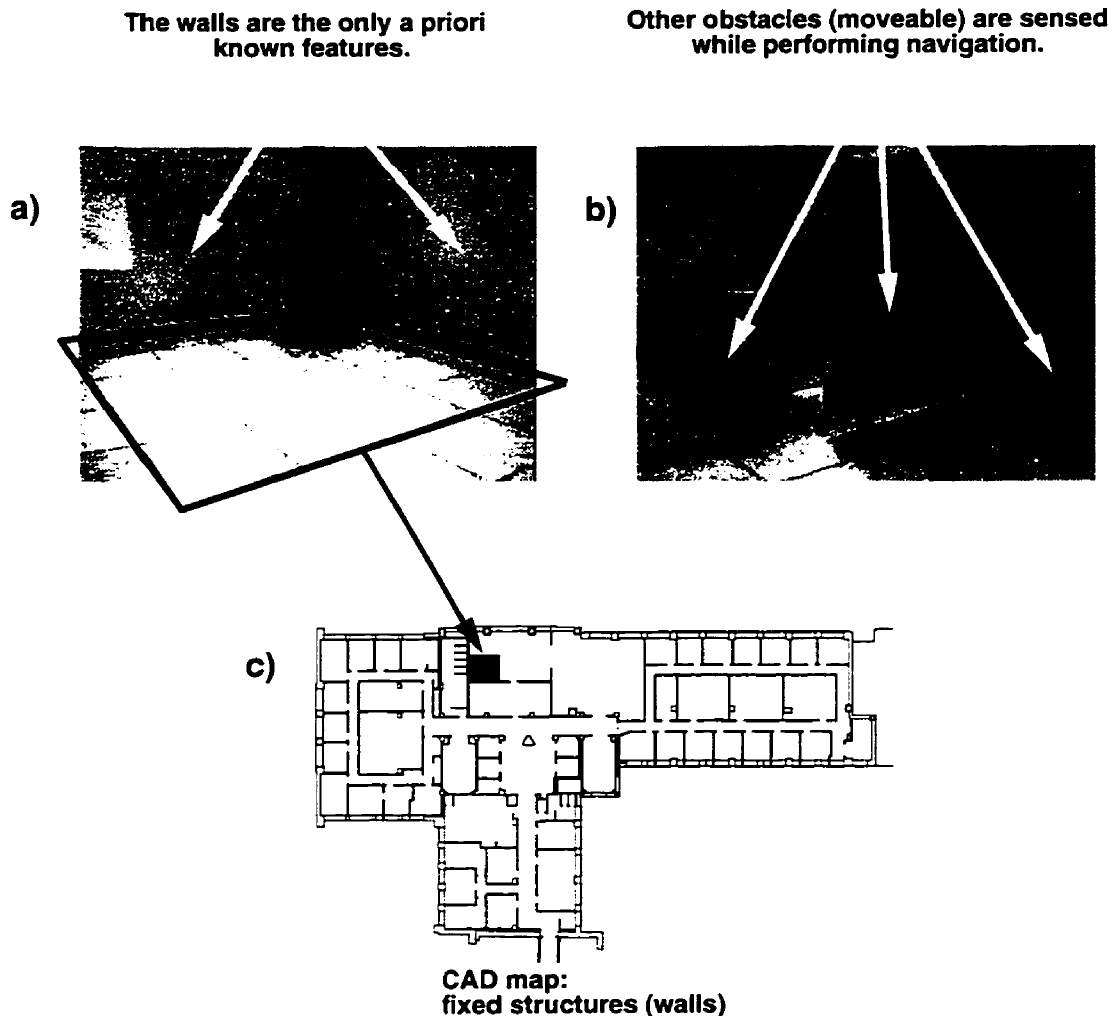 The walls are the only a priori
known features.
Other obstacles (moveable) are sensed
while performing navigation.
a)
b)
c)
CAD map:
fixed structures (walls)